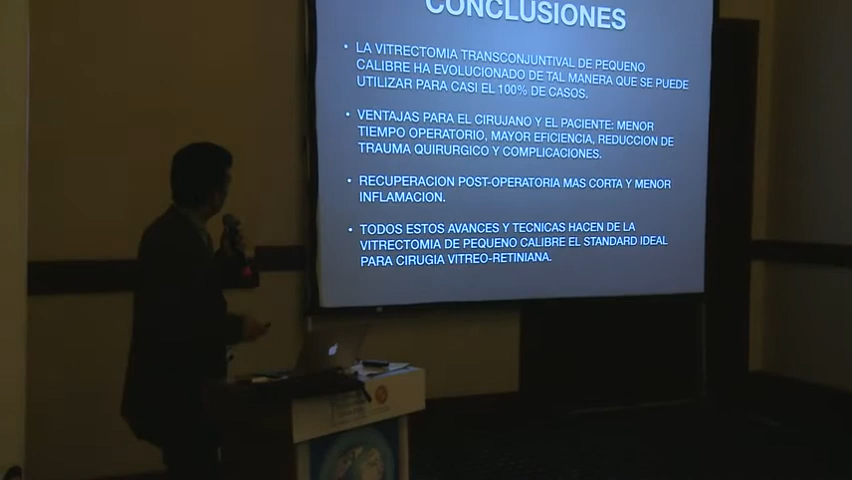 CONCLUSIONES
• LA VITRECTOMIA TRANSCONJUNTIVAL DE PEQUENO
CALIBRE HA EVOLUCIONADO DE TAL MANERA QUE SE PUEDE
UTILIZAR PARA CASI EL 100% DE CASOS.
• VENTAJAS PARA EL CIRUJANO Y EL PACIENTE: MENOR
TIEMPO OPERATORIO, MAYOR EFICIENCIA, REDUCCION DE
TRAUMA QUIRURGICO Y COMPLICACIONES.
• RECUPERACION POST-OPERATORIA MAS CORTA Y MENOR
INFLAMACION.
• TODOS ESTOS AVANCES Y TECNICAS HACEN DE LA
VITRECTOMIA DE PEQUENO CALIBRE EL STANDARD IDEAL
PARA CIRUGIA VITREO-RETINIANA.